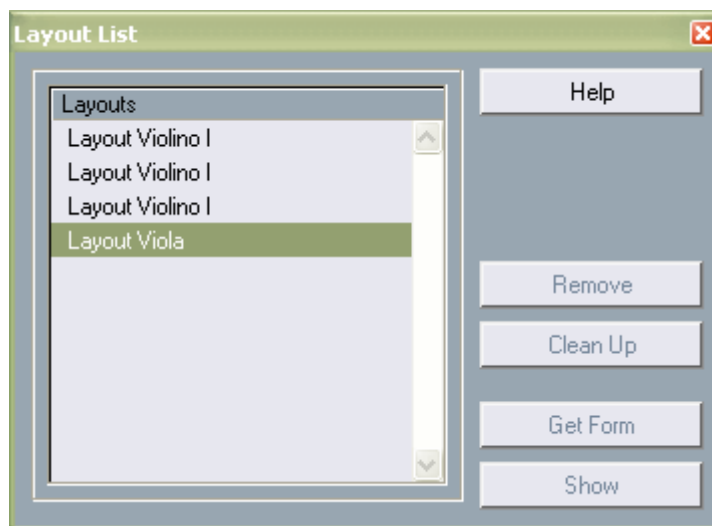 Layout List
Layouts
Layout Violino I
Layout Violino I
Layout Violino I
Layout Viola
Help
Remove
Clean Up
Get Form
Show